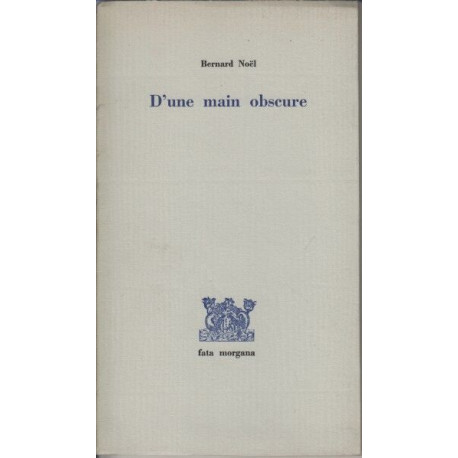 Bernard Noël
D'une main obscure
fata morgana